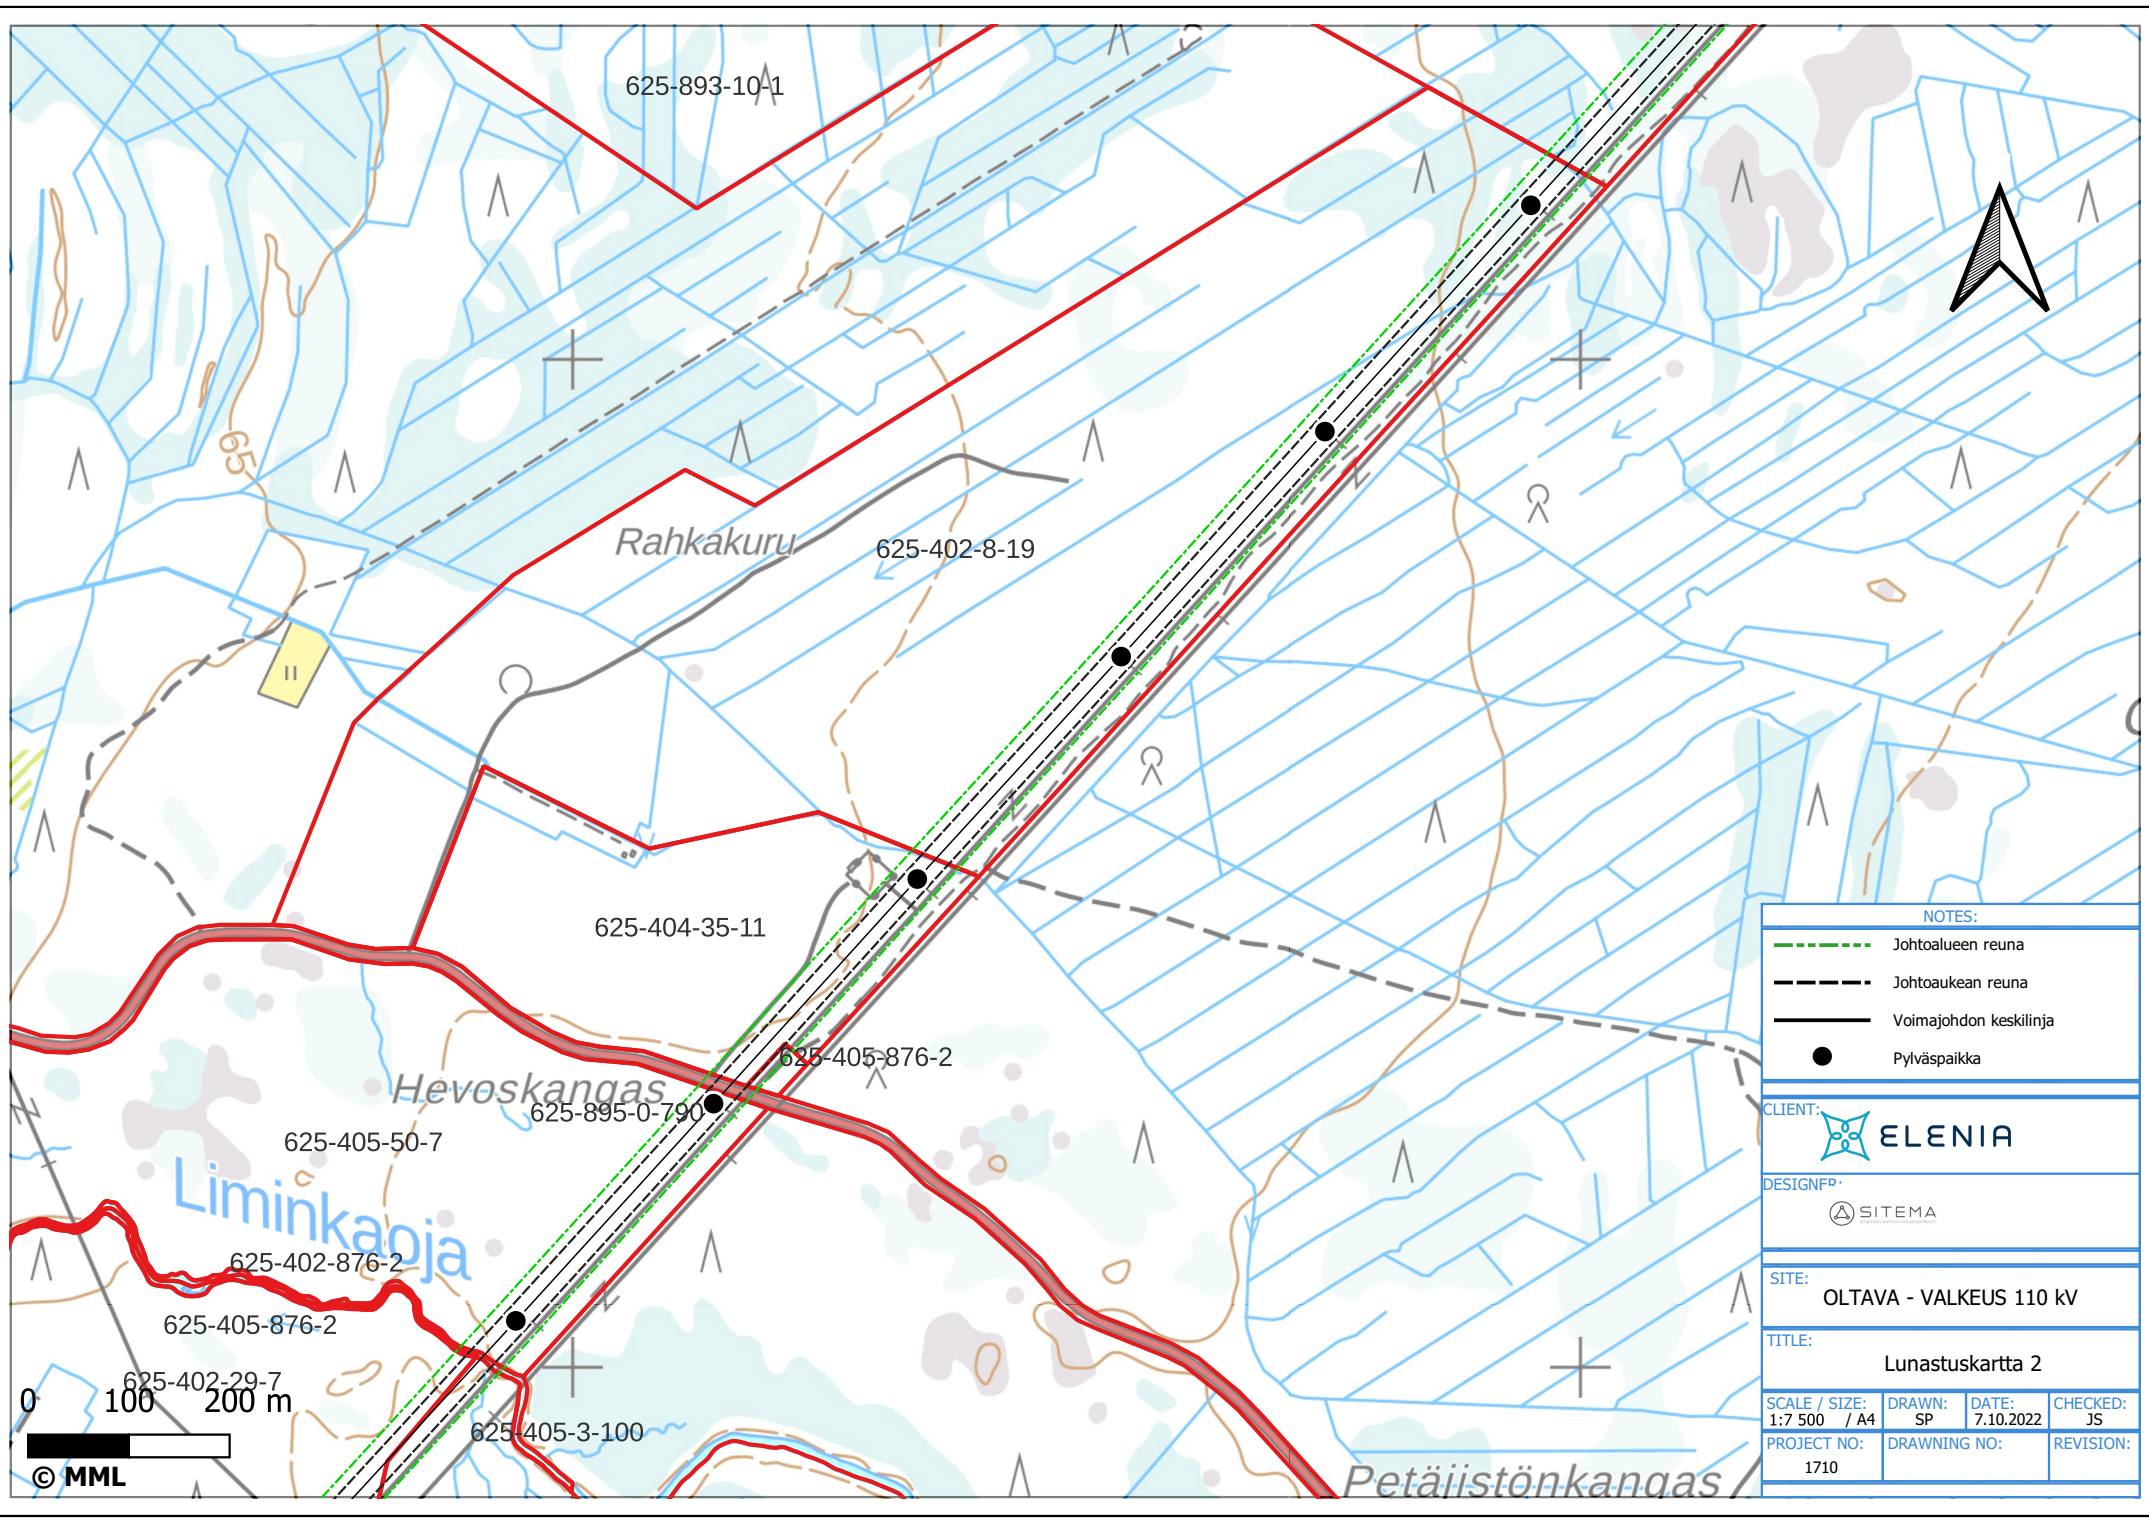 625-893-10-1
65
Rahkakuru
625-402-8-19
625-404-35-11
625-405-876-2
Hevoskangas
625-895-0-790
625-405-50-7
Liminkaoja
625-402-876-2
625-405-876-2
625-402-29-7
0 100 200 m
625-405-3-100
© MML
Petäjistönkangas
NOTES:
Johtoalueen reuna
Johtoaukean reuna
Voimajohdon keskilinja
Pylväspaikka
CLIENT:
ELENIA
DESIGNER:
SITEMA
SITE:
OLTAVA - VALKEUS 110 kV
TITLE:
Lunastuskartta 2
SCALE / SIZE: DRAWN: DATE: CHECKED:
1:7 500 / A4 SP 7.10.2022 JS
PROJECT NO: DRAWING NO: REVISION:
1710